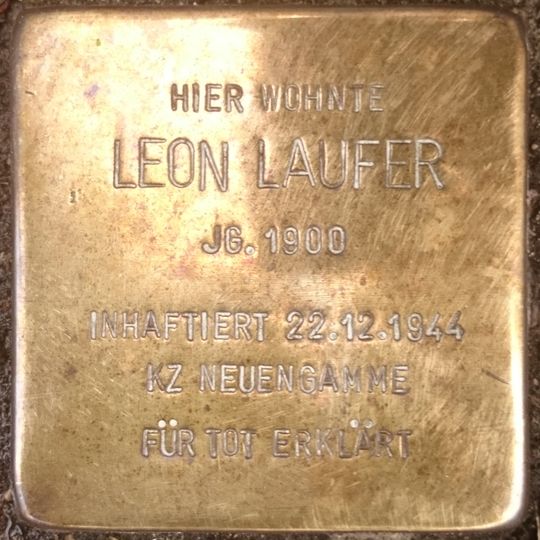 HIER WOHNTE
LEON LAUFER
JG. 1900
INHAFTIERT 22.12.1944
KZ NEUENGAMME
FÜR TOT ERKLÄRT